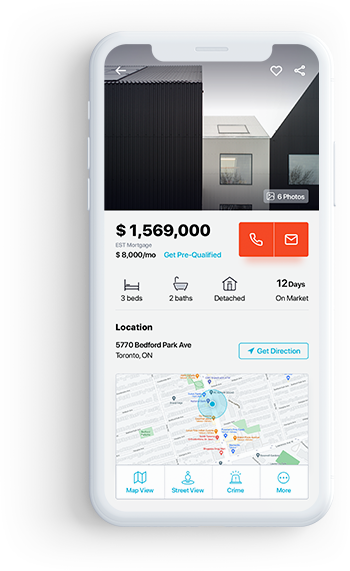 6 Photos
$ 1,569,000
EST Mortgage
$ 8,000/mo Get Pre-Qualified
3 beds
2 baths
Detached
12 Days
On Market
Location
5770 Bedford Park Ave
Toronto, ON
Get Direction
Map View
Street View
Crime
More